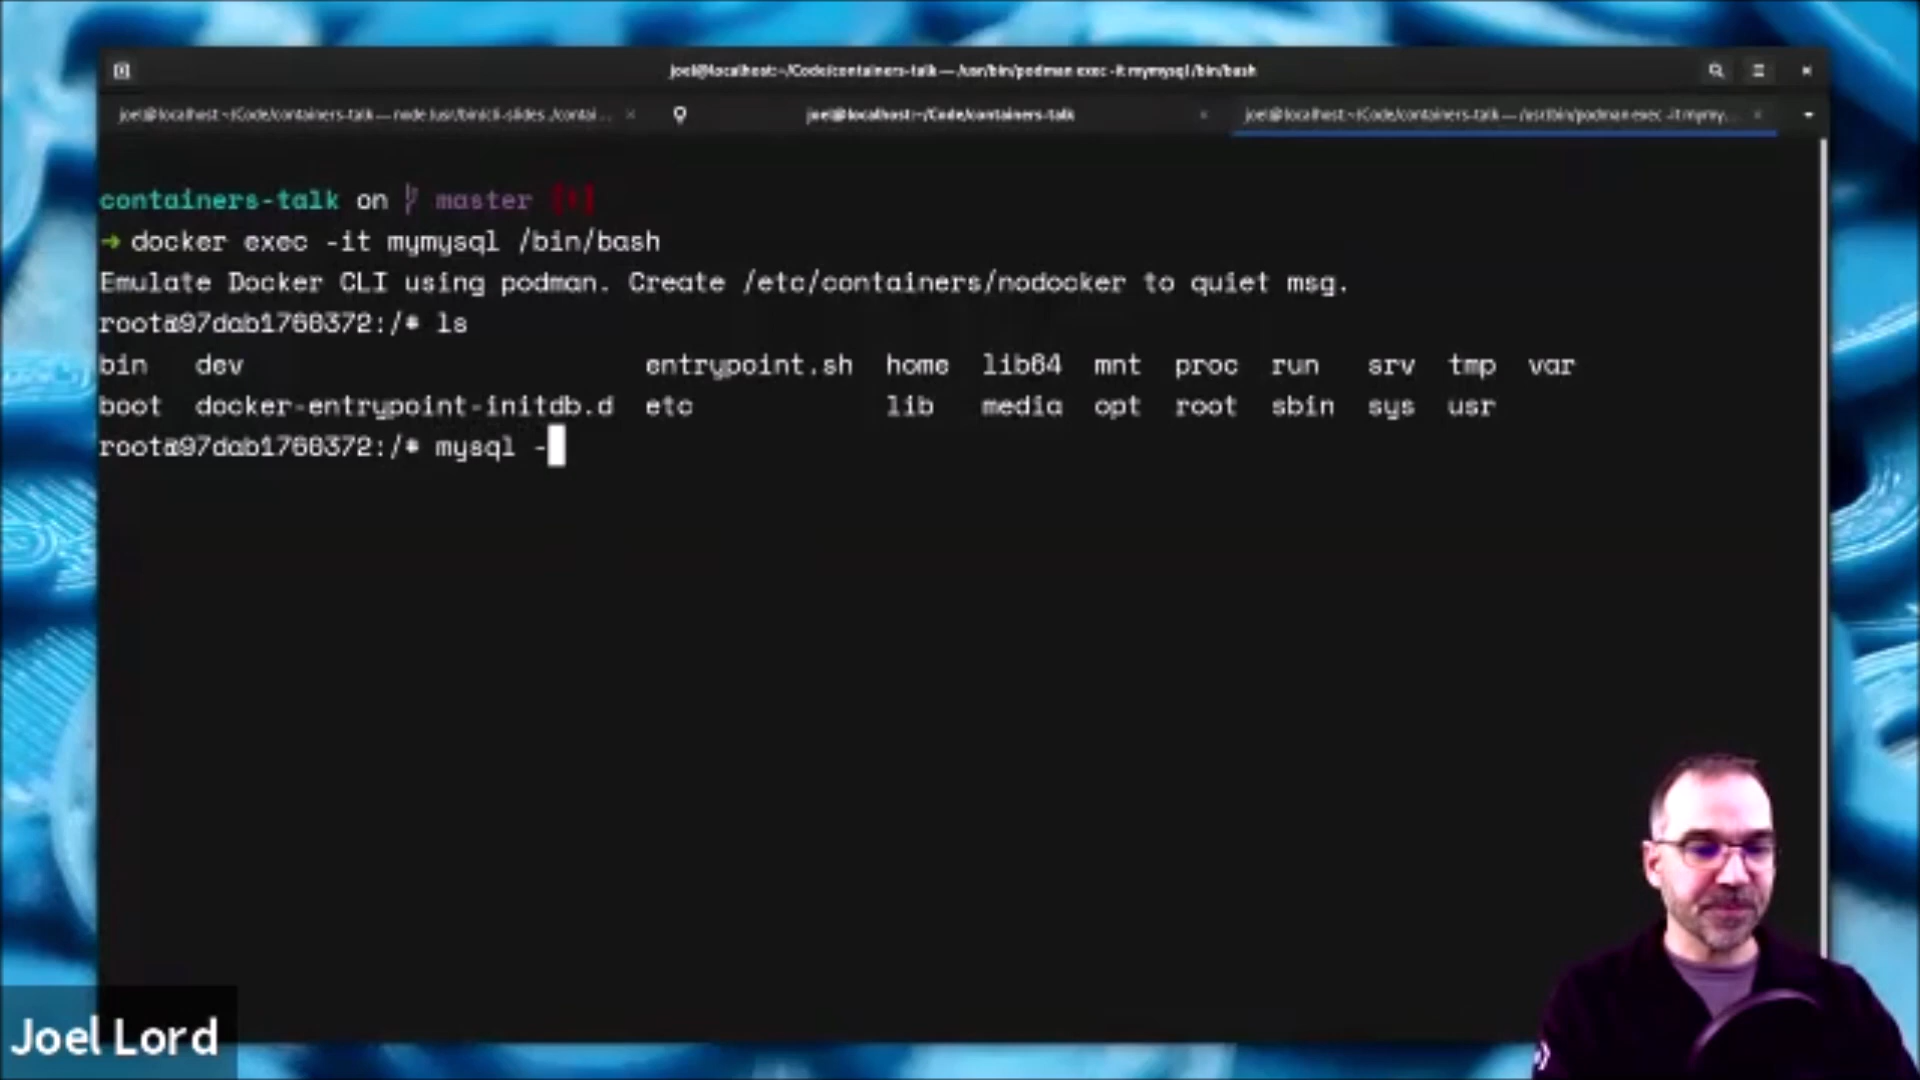 joel@localhost:~/Code/containers-talk — /usr/bin/podman exec -it mymysql /bin/bash
joel@localhost:~/Code/containers-talk — node /usr/bin/cli-slides ./contai...
joel@localhost:~/Code/containers-talk
joel@localhost:~/Code/containers-talk — /usr/bin/podman exec -it mymy...
containers-talk on master [!]
➜ docker exec -it mymysql /bin/bash
Emulate Docker CLI using podman. Create /etc/containers/nodocker to quiet msg.
root@97dab1760372:/# ls
bin dev entrypoint.sh home lib64 mnt proc run srv tmp var
boot docker-entrypoint-initdb.d etc lib media opt root sbin sys usr
root@97dab1760372:/# mysql -
Joel Lord